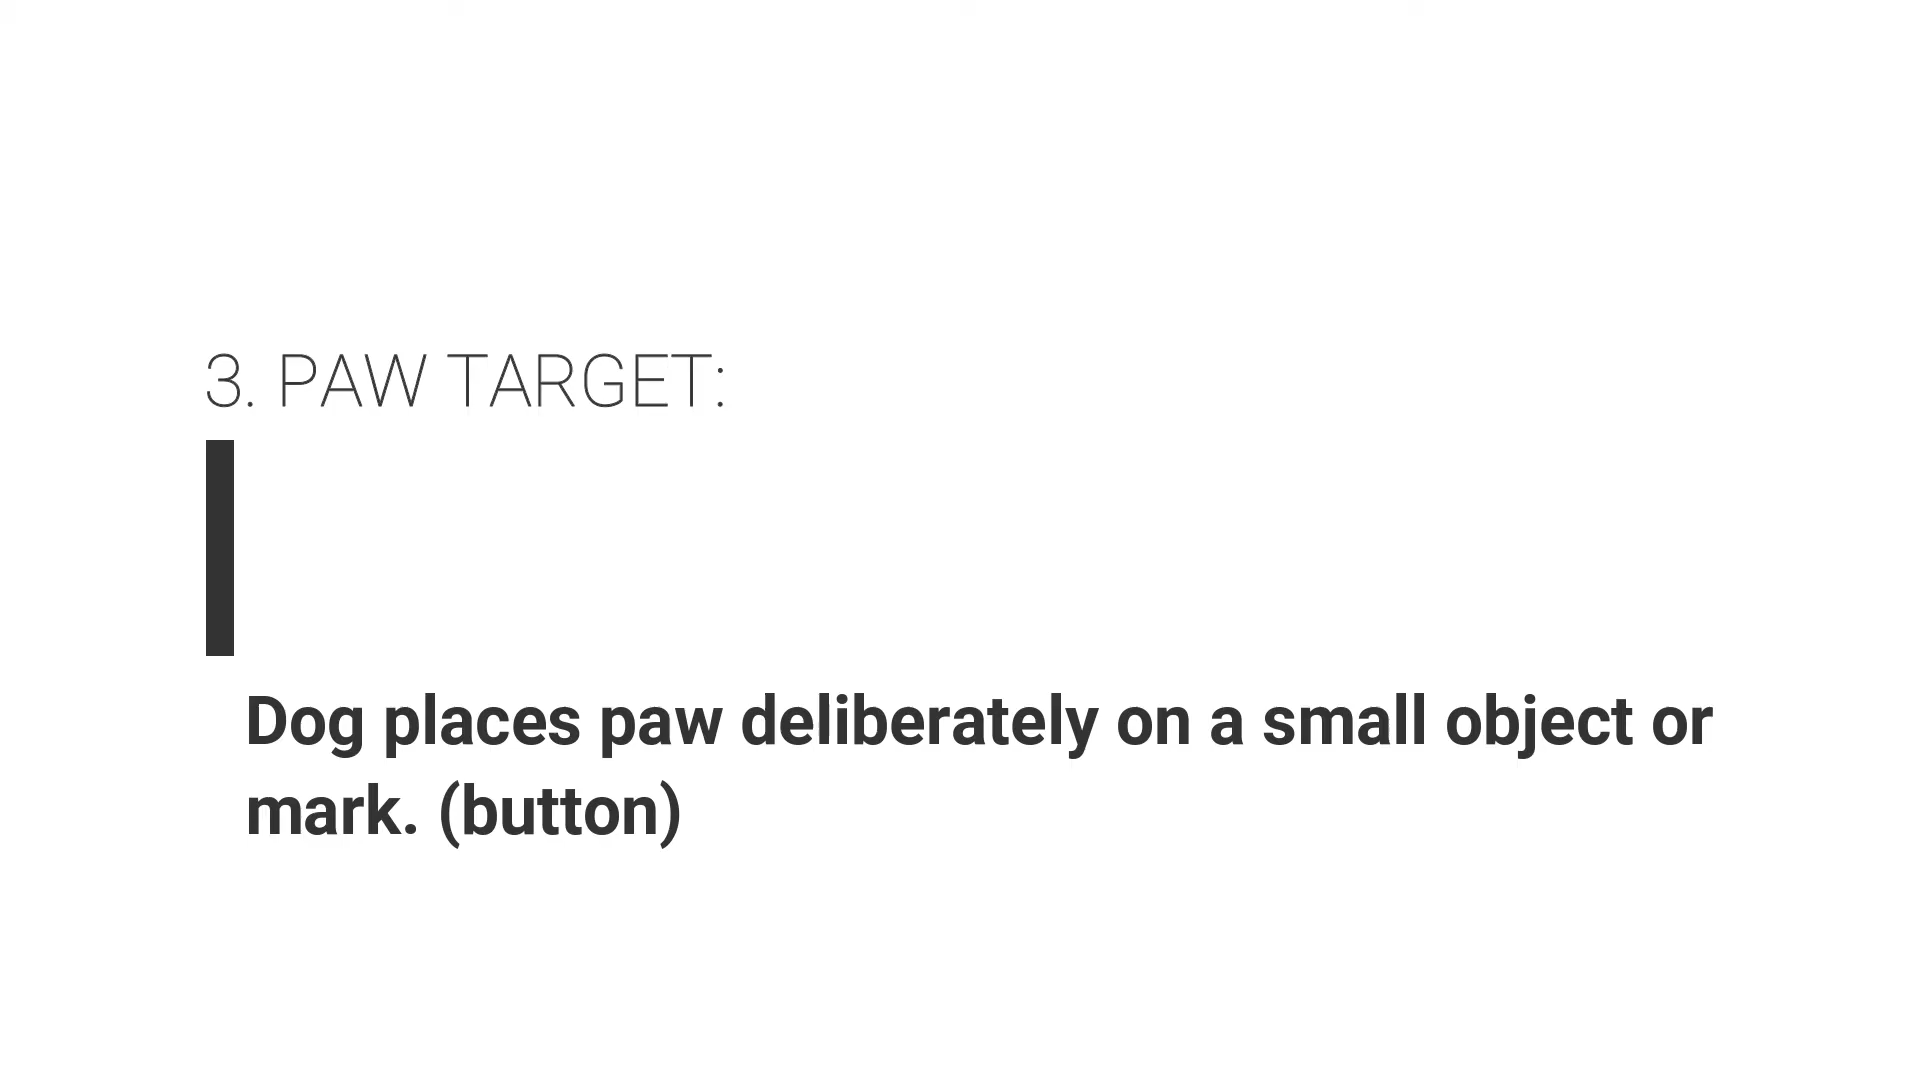 3. PAW TARGET:
Dog places paw deliberately on a small object or
mark. (button)